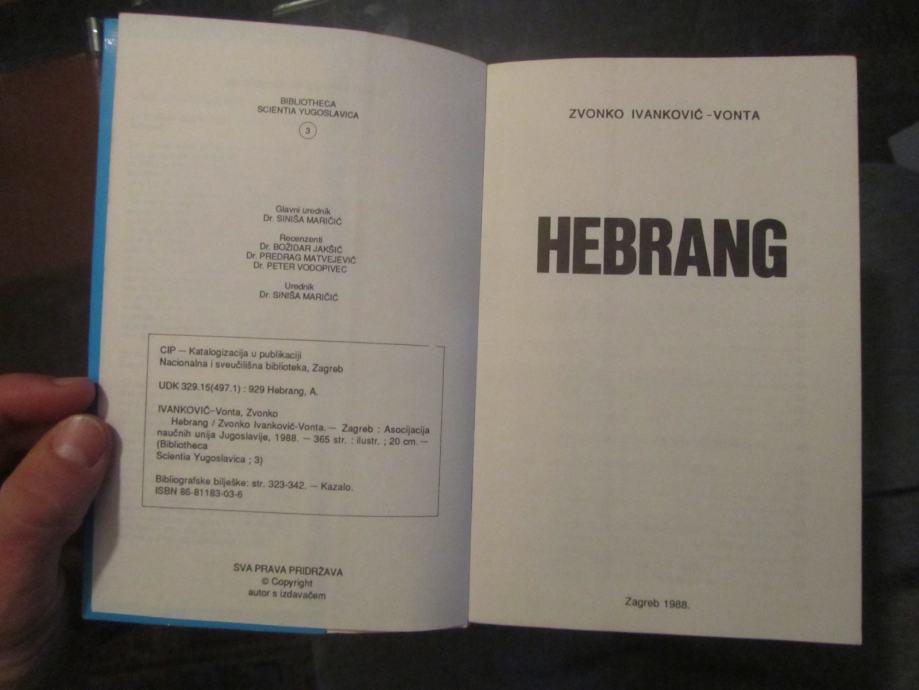 BIBLIOTHECA
SCIENTIA YUGOSLAVICA
3
Glavni urednik
Dr. SINIŠA MARIČIĆ
Recenzenti
Dr. BOŽIDAR JAKŠIĆ
Dr. PREDRAG MATVEJEVIĆ
Dr. PETER VODOPIVEC
Urednik
Dr. SINIŠA MARIČIĆ
CIP — Katalogizacija u publikaciji
Nacionalna i sveučilišna biblioteka, Zagreb
UDK 329.15(497.1) : 929 Hebrang, A.
IVANKOVIĆ–Vonta, Zvonko
Hebrang / Zvonko Ivanković-Vonta. — Zagreb : Asocijacija
naučnih unija Jugoslavije, 1988. — 365 str. : ilustr. ; 20 cm. —
(Bibliotheca
Scientia Yugoslavica ; 3)
Bibliografske bilješke: str. 323-342. — Kazalo.
ISBN 86-81183-03-6
SVA PRAVA PRIDRŽAVA
© Copyright
autor s izdavačem
ZVONKO IVANKOVIĆ-VONTA
HEBRANG
Zagreb 1988.